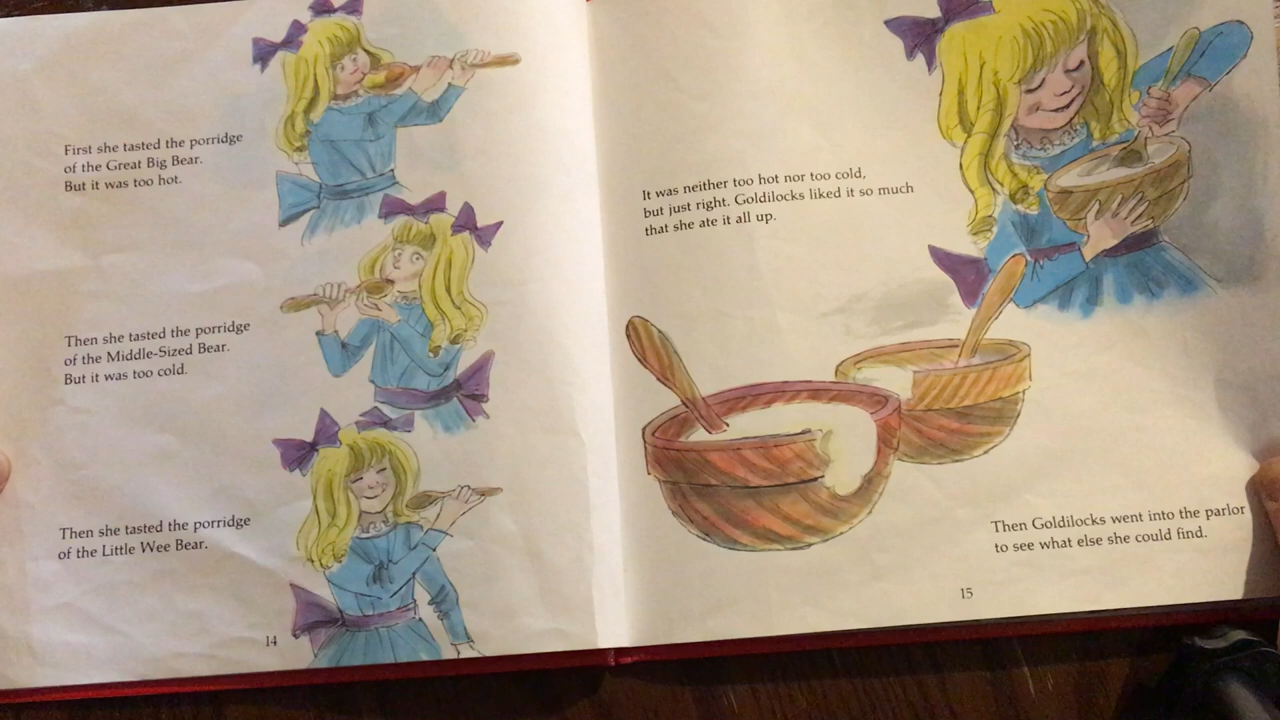 First she tasted the porridge
of the Great Big Bear.
But it was too hot.
Then she tasted the porridge
of the Middle-Sized Bear.
But it was too cold.
Then she tasted the porridge
of the Little Wee Bear.
14
It was neither too hot nor too cold,
but just right. Goldilocks liked it so much
that she ate it all up.
Then Goldilocks went into the parlor
to see what else she could find.
15